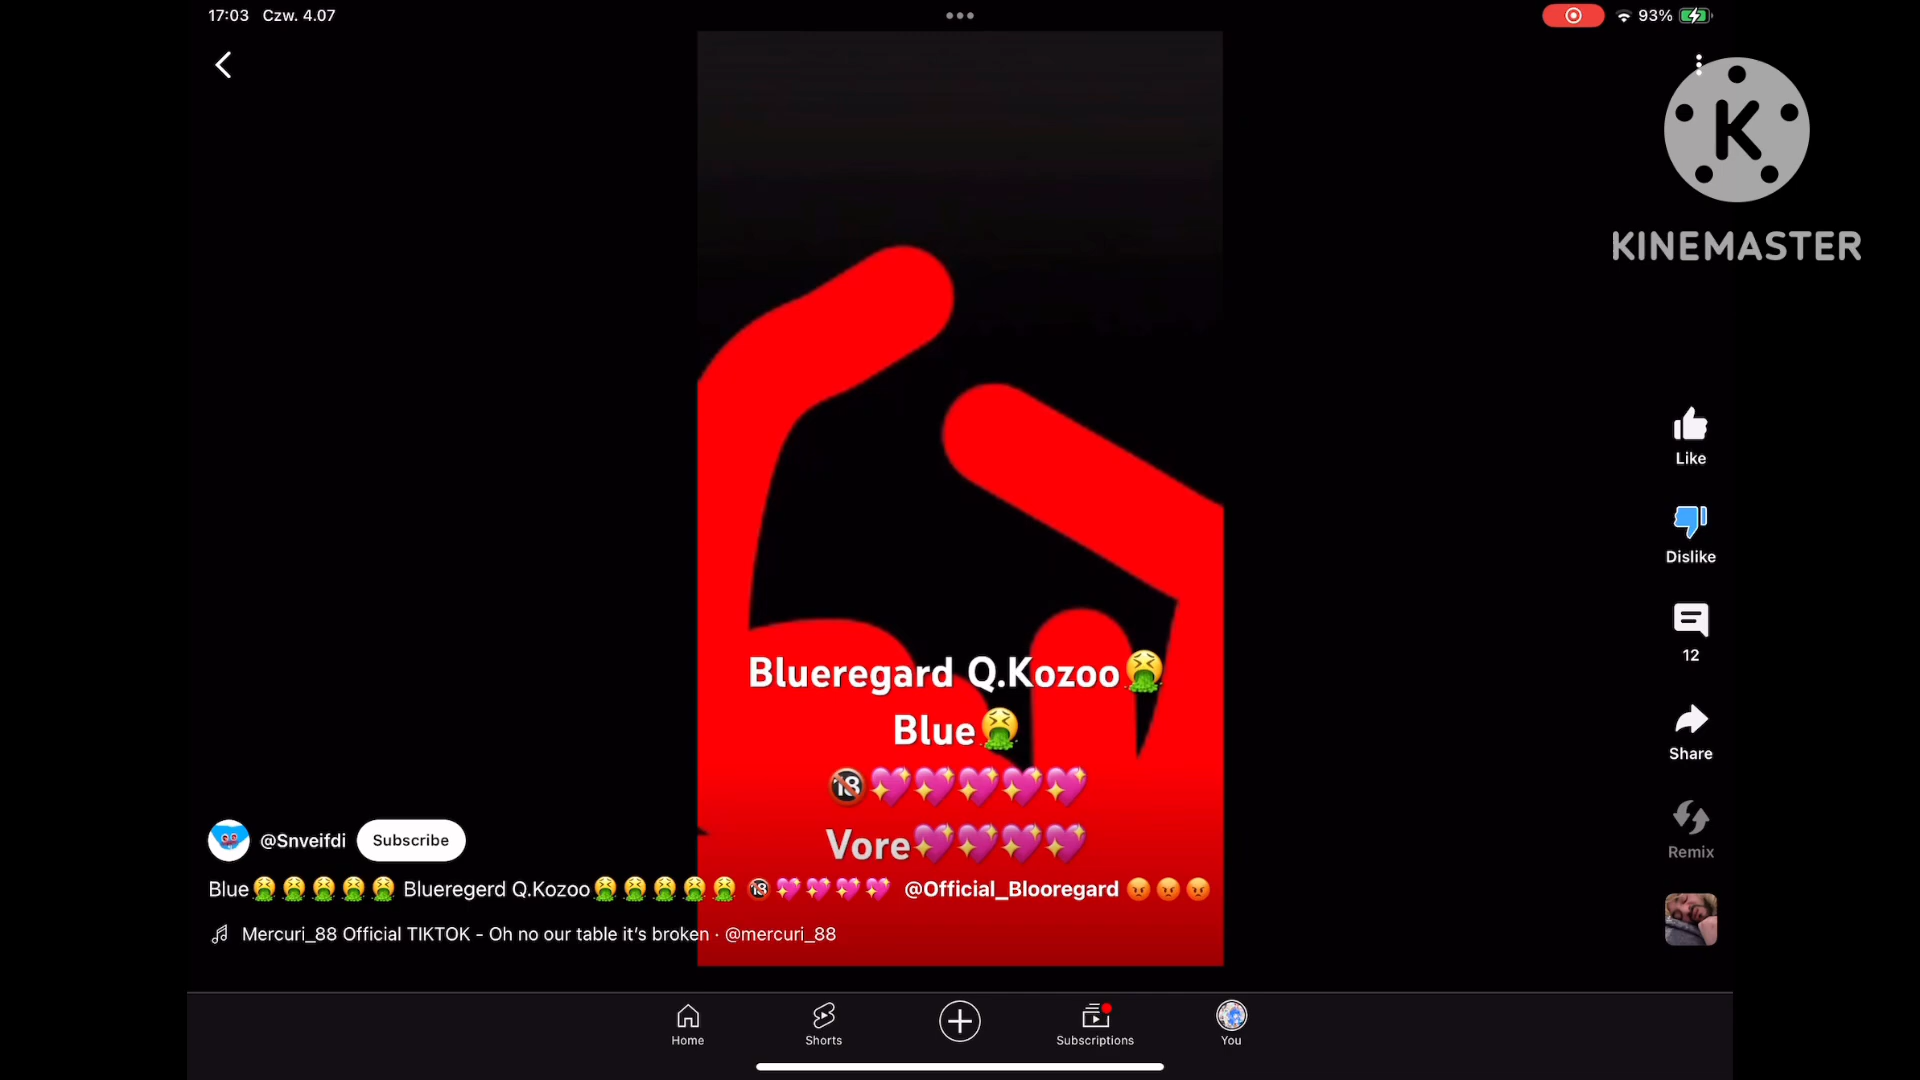 17:03 Czw. 4.07
93%
K
KINEMASTER
Like
Dislike
12
Share
Remix
Blueregard Q.Kozoo🤮
Blue🤮
🔞💖💖💖💖💖
Vore💖💖💖💖
@Snveifdi Subscribe
Blue🤮🤮🤮🤮🤮 Blueregerd Q.Kozoo🤮🤮🤮🤮🤮 🔞💖💖💖💖 @Official_Blooregard 😡😡😡
Mercuri_88 Official TIKTOK - Oh no our table it's broken · @mercuri_88
Home Shorts Subscriptions You